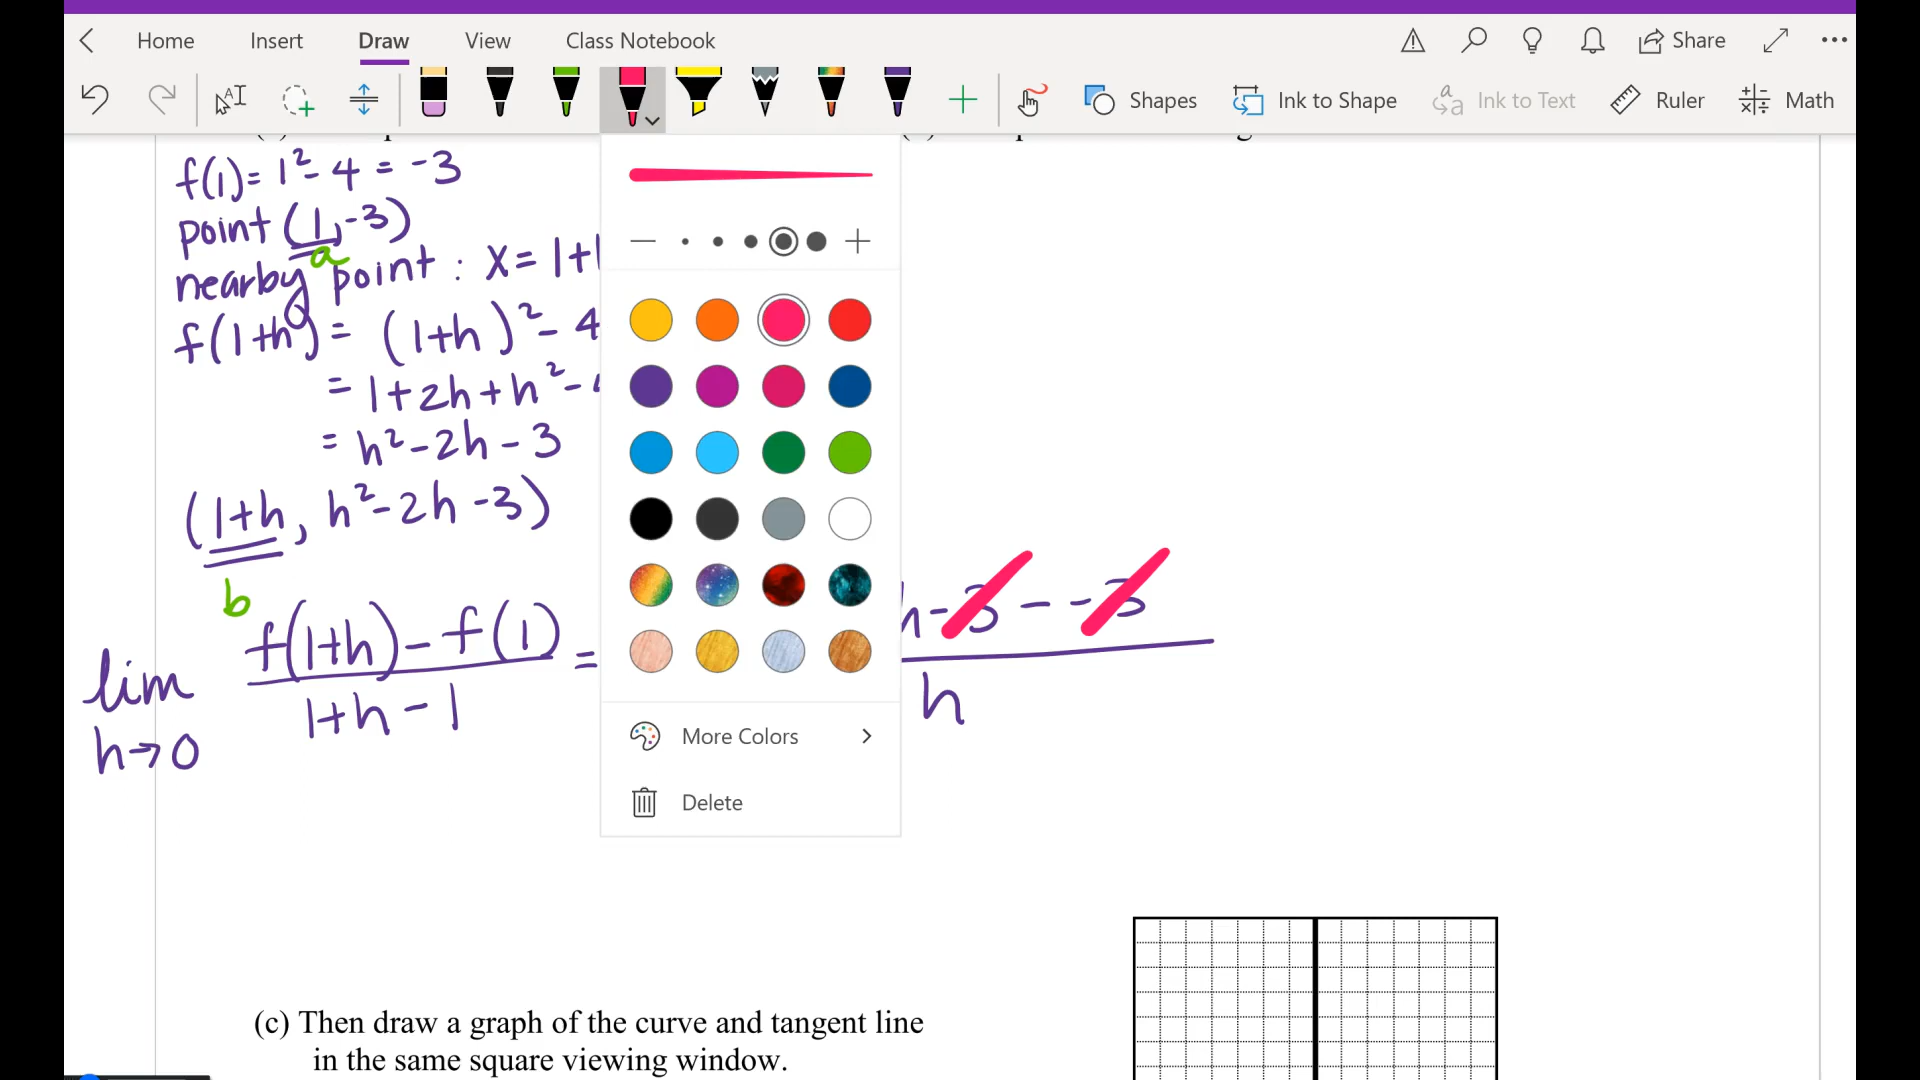 Home Insert Draw View Class Notebook Share
Shapes Ink to Shape Ink to Text Ruler Math
f(1) = 1² - 4 = -3
point (1, -3)
a
nearby point : x = 1+
f(1+h) = (1+h)² - 4
= 1+2h+h² -
= h² - 2h - 3
(1+h, h² - 2h - 3)
b
lim f(1+h) - f(1) = h - 3 - -3
h→0 1+h - 1 h
More Colors
Delete
(c) Then draw a graph of the curve and tangent line
in the same square viewing window.